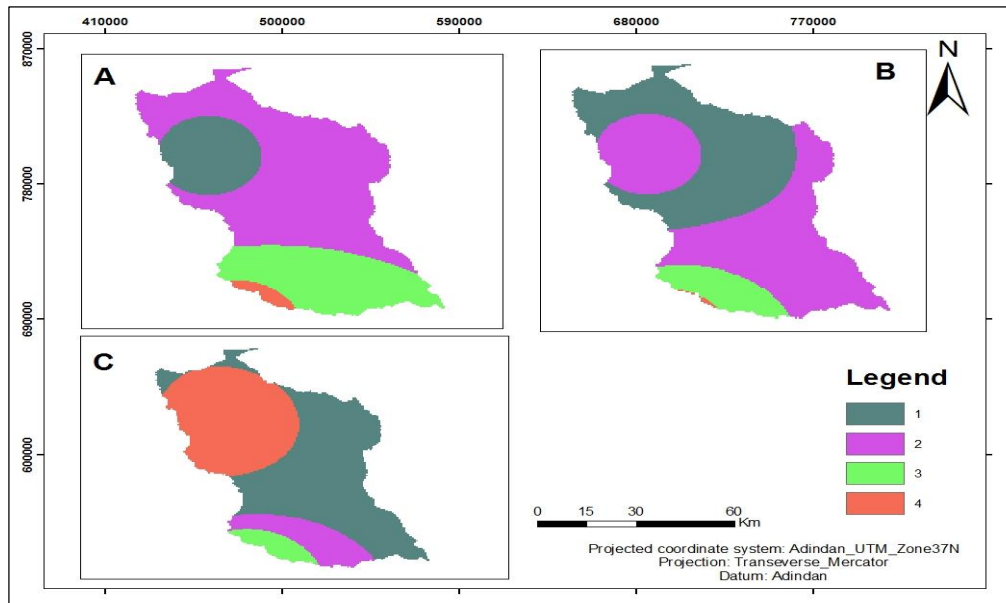 410000 500000 590000 680000 770000
870000
780000
690000
600000
A
B
N
C
Legend
1
2
3
4
0 15 30 60
Km
Projected coordinate system: Adindan_UTM_Zone37N
Projection: Transeverse_Mercator
Datum: Adindan